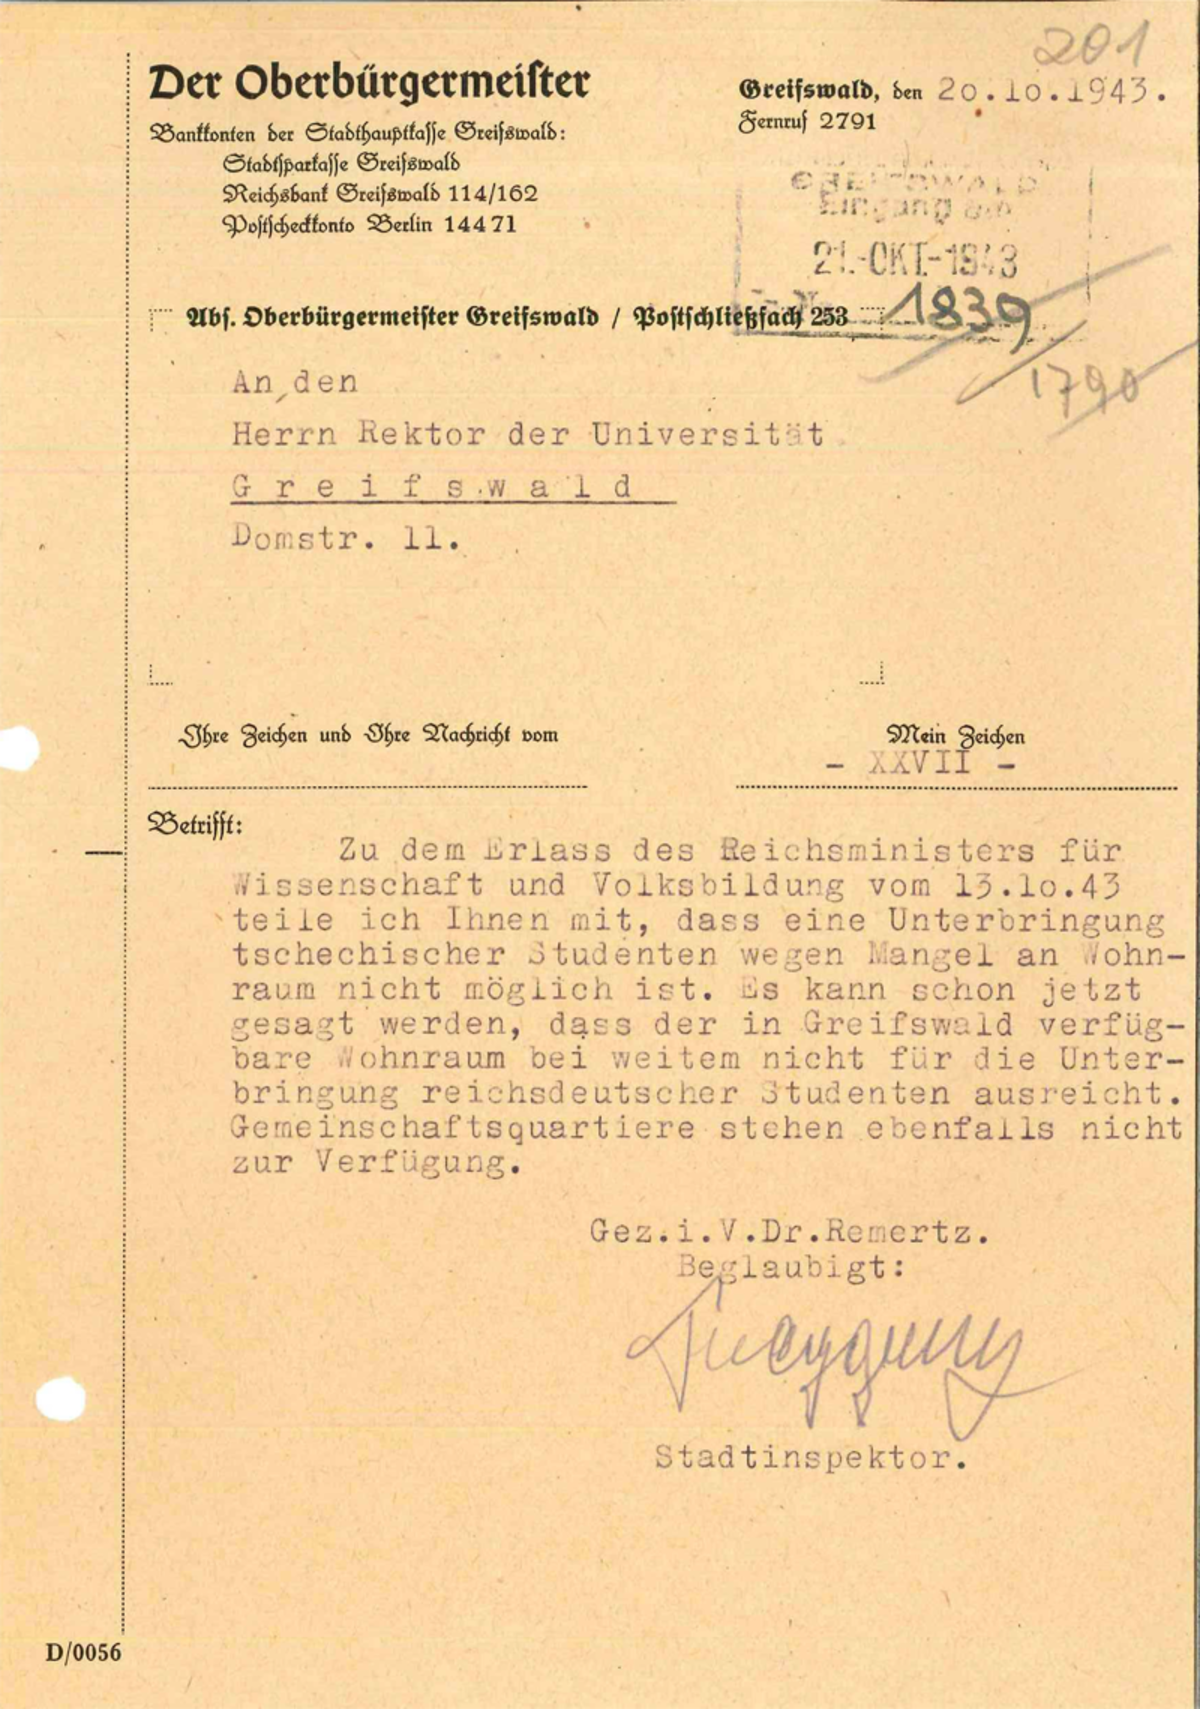 201
Der Oberbürgermeister
Greifswald, den 20.10.1943.
Fernruf 2791
Bankkonten der Stadthauptkasse Greifswald:
Stadtsparkasse Greifswald
Reichsbank Greifswald 114/162
Postscheckkonto Berlin 144 71
Eingang am
21.-OKT.-1943
Abs. Oberbürgermeister Greifswald / Postschließfach 253
1839
1790
An den
Herrn Rektor der Universität
G r e i f s w a l d
Domstr. 11.
Ihre Zeichen und Ihre Nachricht vom
Mein Zeichen
- XXVII -
Betrifft:
Zu dem Erlass des Reichsministers für
Wissenschaft und Volksbildung vom 13.10.43
teile ich Ihnen mit, dass eine Unterbringung
tschechischer Studenten wegen Mangel an Wohn-
raum nicht möglich ist. Es kann schon jetzt
gesagt werden, dass der in Greifswald verfüg-
bare Wohnraum bei weitem nicht für die Unter-
bringung reichsdeutscher Studenten ausreicht.
Gemeinschaftsquartiere stehen ebenfalls nicht
zur Verfügung.
Gez.i.V.Dr.Remertz.
Beglaubigt:
Stadtinspektor.
D/0056